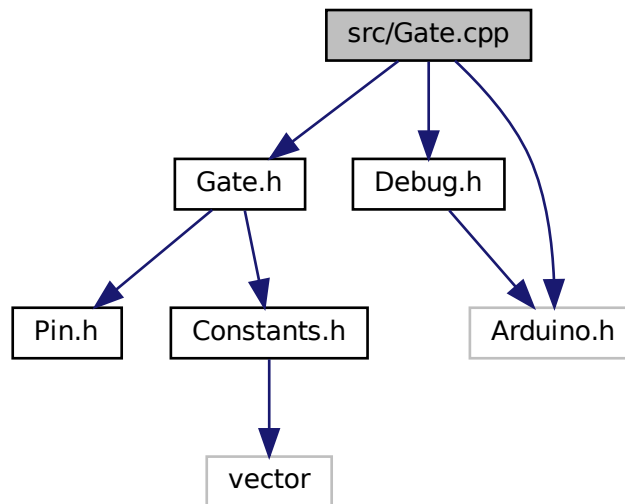 src/Gate.cpp
Gate.h
Debug.h
Pin.h
Constants.h
Arduino.h
vector